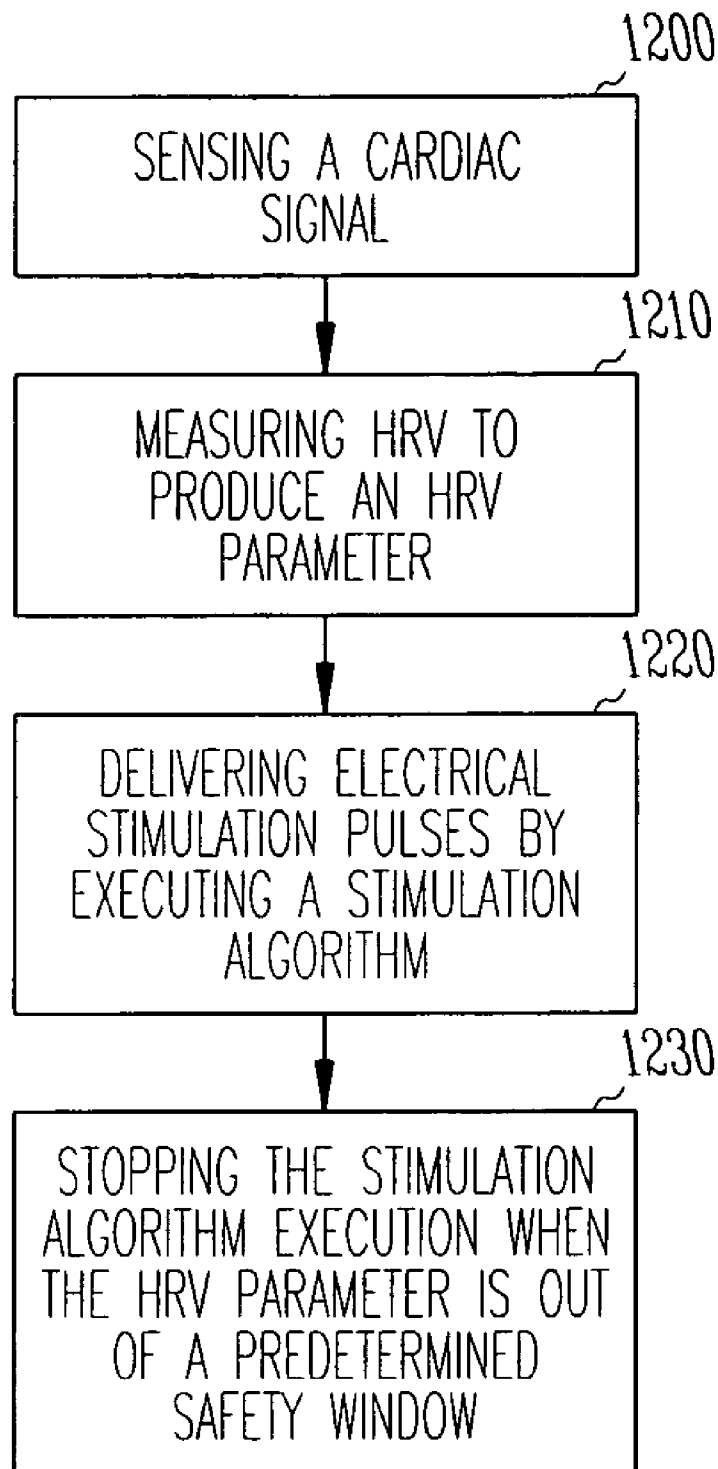 1200
SENSING A CARDIAC
SIGNAL
1210
MEASURING HRV TO
PRODUCE AN HRV
PARAMETER
1220
DELIVERING ELECTRICAL
STIMULATION PULSES BY
EXECUTING A STIMULATION
ALGORITHM
1230
STOPPING THE STIMULATION
ALGORITHM EXECUTION WHEN
THE HRV PARAMETER IS OUT
OF A PREDETERMINED
SAFETY WINDOW